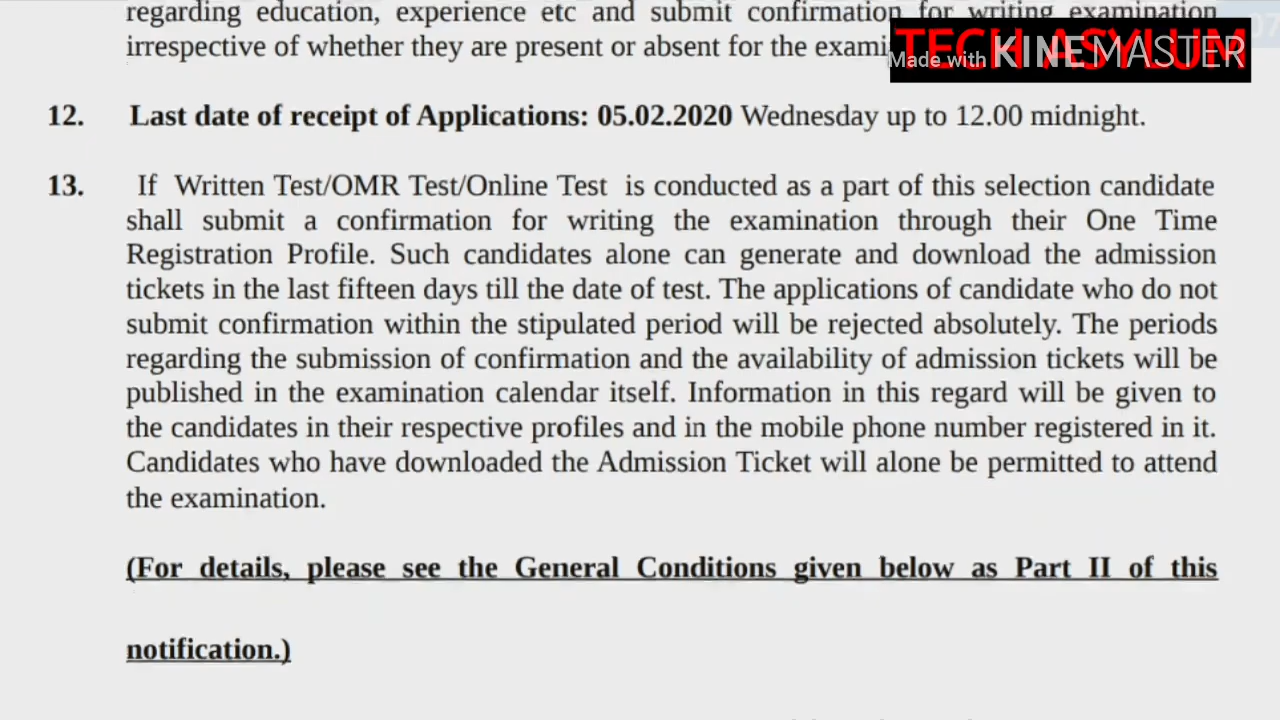 regarding education, experience etc and submit confirmation for writing examination
irrespective of whether they are present or absent for the exami
TECH ASYLUM
Made with KINEMASTER
12. Last date of receipt of Applications: 05.02.2020 Wednesday up to 12.00 midnight.
13. If Written Test/OMR Test/Online Test is conducted as a part of this selection candidate
shall submit a confirmation for writing the examination through their One Time
Registration Profile. Such candidates alone can generate and download the admission
tickets in the last fifteen days till the date of test. The applications of candidate who do not
submit confirmation within the stipulated period will be rejected absolutely. The periods
regarding the submission of confirmation and the availability of admission tickets will be
published in the examination calendar itself. Information in this regard will be given to
the candidates in their respective profiles and in the mobile phone number registered in it.
Candidates who have downloaded the Admission Ticket will alone be permitted to attend
the examination.
(For details, please see the General Conditions given below as Part II of this
notification.)